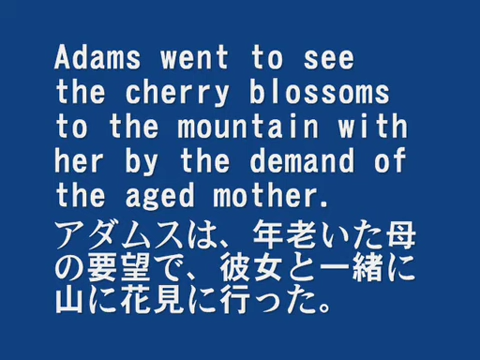 Adams went to see
the cherry blossoms
to the mountain with
her by the demand of
the aged mother.
アダムスは、年老いた母
の要望で、彼女と一緒に
山に花見に行った。